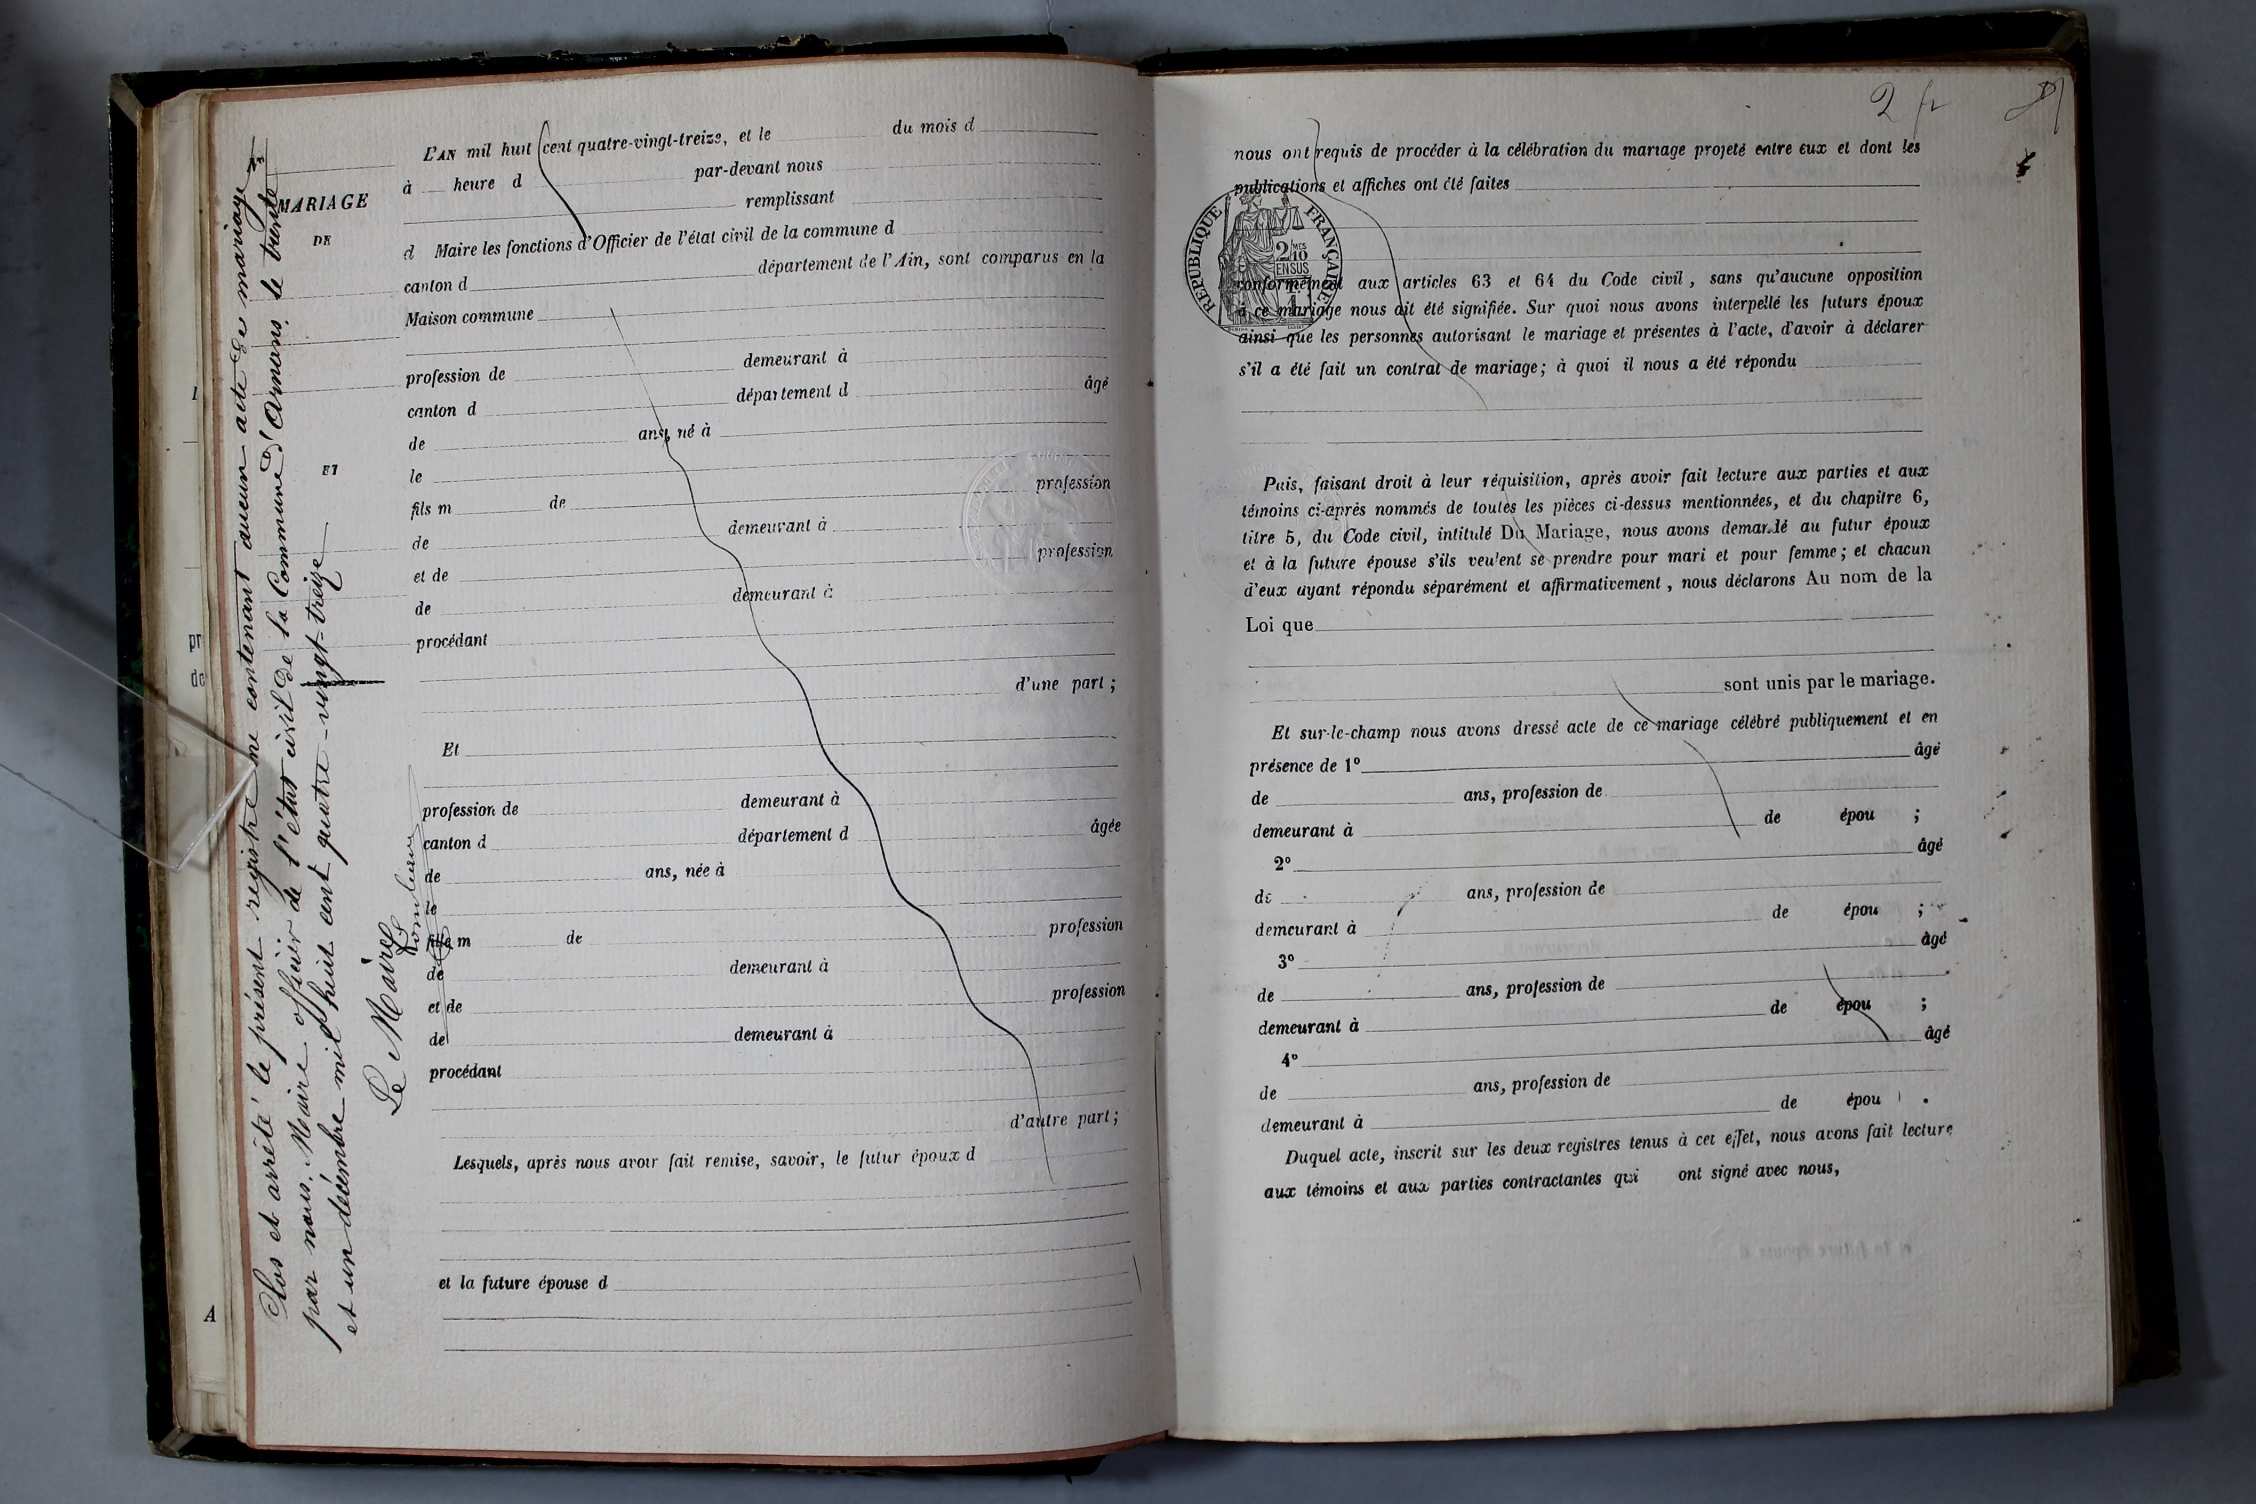 Clos et arrêté le présent registre ne contenant aucun acte de mariage
par nous, Maire officier de l'état civil de la Commune d'Amans le trente
et un décembre mil huit cent quatre-vingt-treize
Le Maire
MARIAGE
DE
ET
L'AN mil huit cent quatre-vingt-treize, et le du mois d
à heure d par-devant nous
remplissant
d Maire les fonctions d'Officier de l'état civil de la commune d
canton d département de l'Ain, sont comparus en la
Maison commune
profession de demeurant à
canton d département d âgé
de ans, né à
le
fils m de profession
de demeurant à
et de profession
de demeurant à
procédant
d'une part ;
Et
profession de demeurant à
canton d département d âgée
de ans, née à
le
fille m de profession
de demeurant à
et de profession
de demeurant à
procédant
d'autre part ;
Lesquels, après nous avoir fait remise, savoir, le futur époux d
et la future épouse d
pr
de
A
2 fr
nous ont requis de procéder à la célébration du mariage projeté entre eux et dont les
publications et affiches ont été faites
RÉPUBLIQUE FRANÇAISE
2/10 MES
EN SUS
conformément aux articles 63 et 64 du Code civil, sans qu'aucune opposition
à ce mariage nous ait été signifiée. Sur quoi nous avons interpellé les futurs époux
ainsi que les personnes autorisant le mariage et présentes à l'acte, d'avoir à déclarer
s'il a été fait un contrat de mariage ; à quoi il nous a été répondu
Puis, faisant droit à leur réquisition, après avoir fait lecture aux parties et aux
témoins ci-après nommés de toutes les pièces ci-dessus mentionnées, et du chapitre 6,
titre 5, du Code civil, intitulé Du Mariage, nous avons demandé au futur époux
et à la future épouse s'ils veulent se prendre pour mari et pour femme ; et chacun
d'eux ayant répondu séparément et affirmativement, nous déclarons Au nom de la
Loi que
sont unis par le mariage.
Et sur-le-champ nous avons dressé acte de ce mariage célébré publiquement et en
présence de 1° âgé
de ans, profession de
demeurant à de épou ;
2° âgé
de ans, profession de
demeurant à de épou ;
3° âgé
de ans, profession de
demeurant à de épou ;
4° âgé
de ans, profession de
demeurant à de épou .
Duquel acte, inscrit sur les deux registres tenus à cet effet, nous avons fait lecture
aux témoins et aux parties contractantes qui ont signé avec nous,